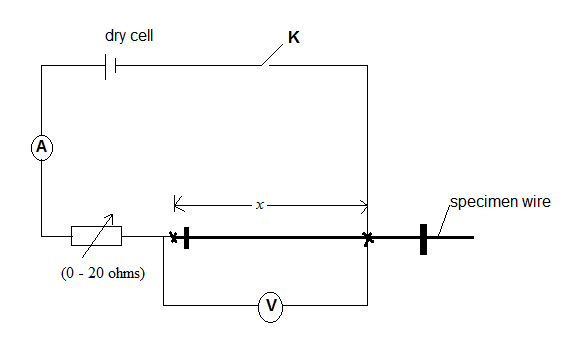 dry cell
K
A
x
specimen wire
(0 - 20 ohms)
V